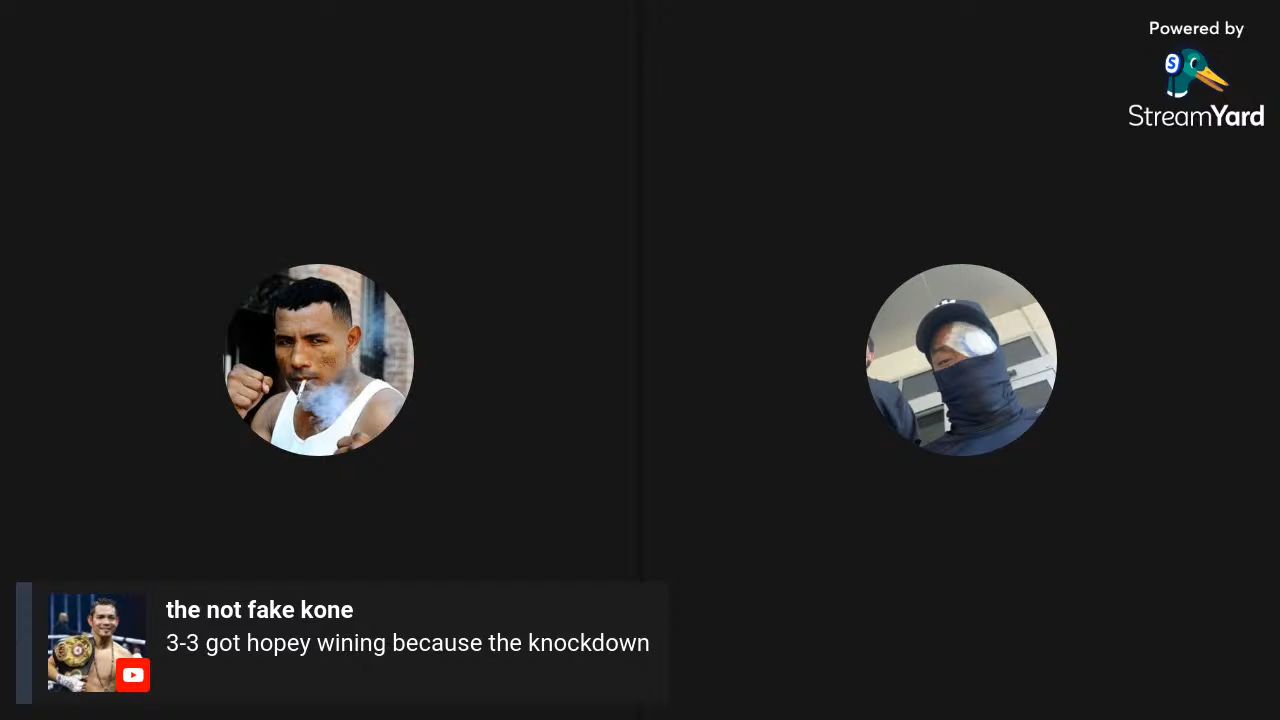 Powered by
S
StreamYard
the not fake kone
3-3 got hopey wining because the knockdown